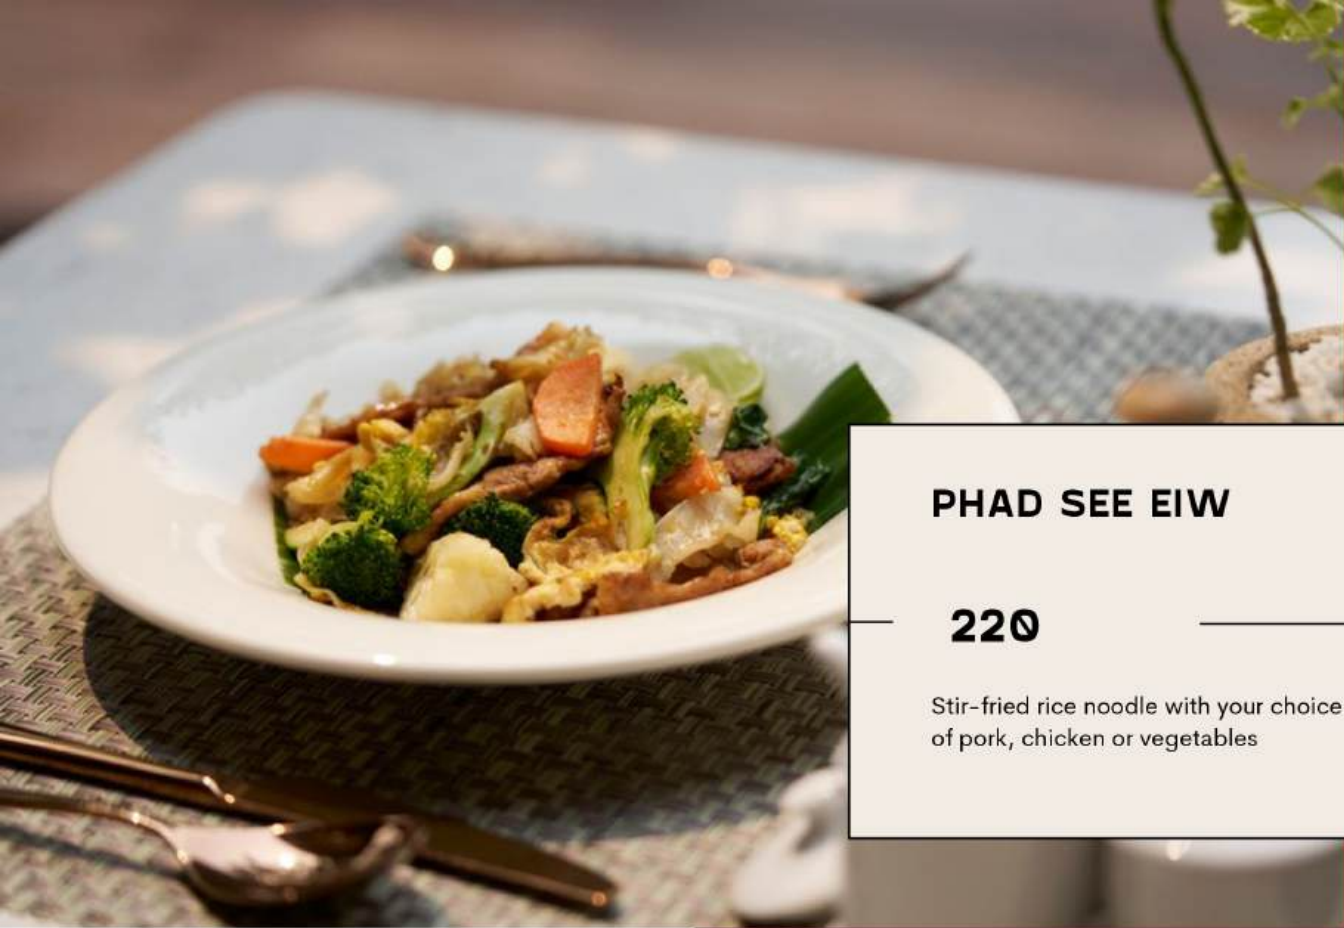 PHAD SEE EIW
220
Stir-fried rice noodle with your choice
of pork, chicken or vegetables